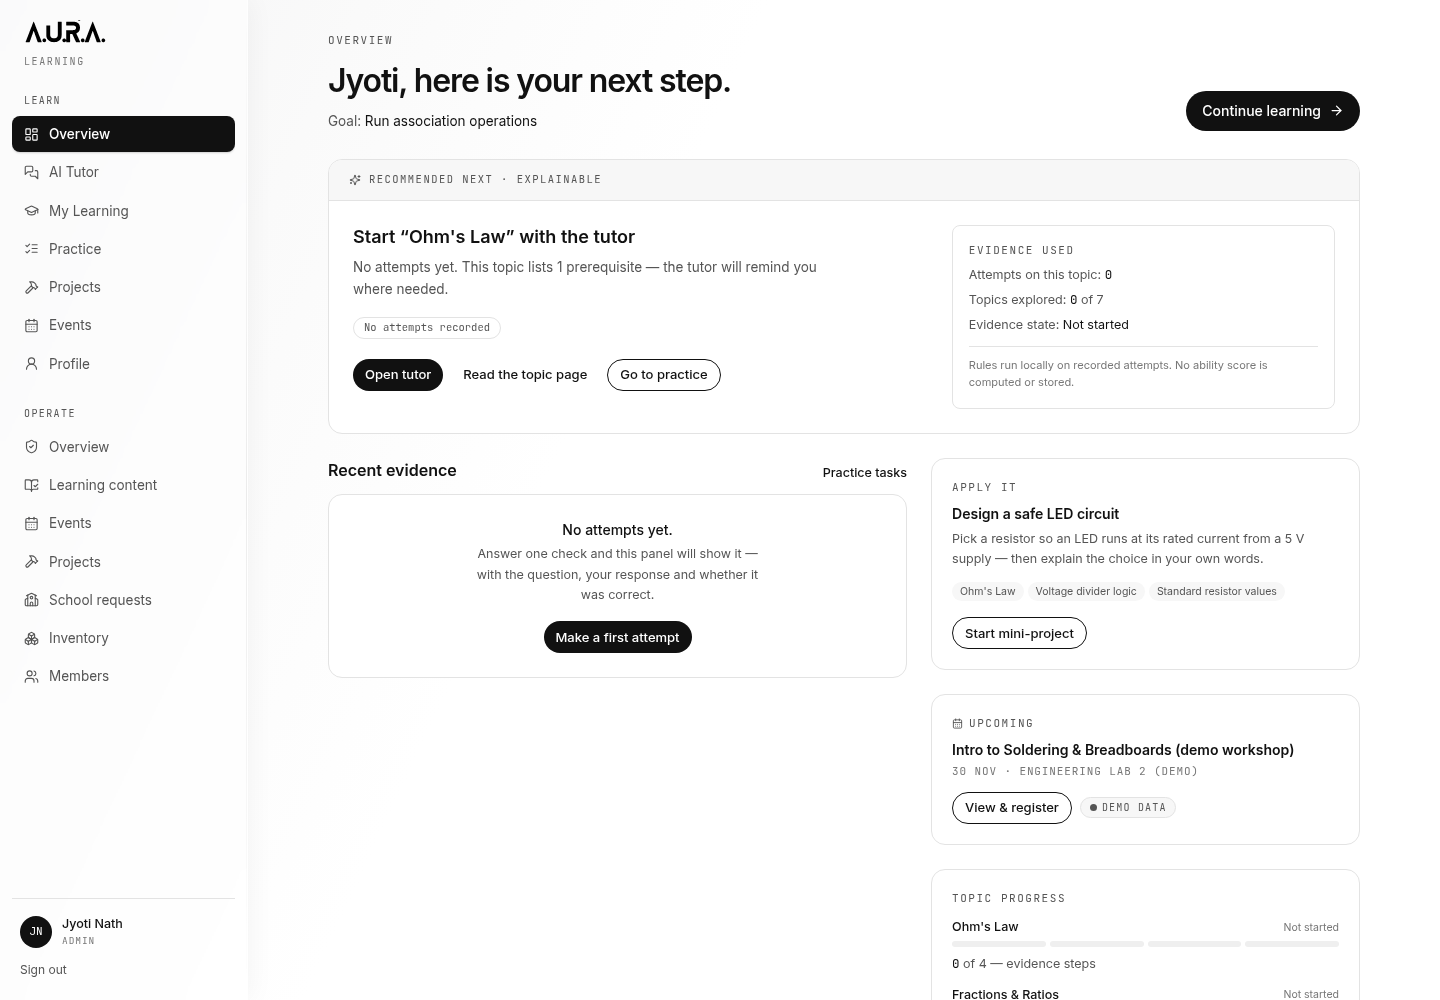 A.U.R.A.
LEARNING
LEARN
Overview
AI Tutor
My Learning
Practice
Projects
Events
Profile
OPERATE
Overview
Learning content
Events
Projects
School requests
Inventory
Members
JN
Jyoti Nath
ADMIN
Sign out
OVERVIEW
Jyoti, here is your next step.
Goal: Run association operations
Continue learning
RECOMMENDED NEXT · EXPLAINABLE
Start “Ohm's Law” with the tutor
No attempts yet. This topic lists 1 prerequisite — the tutor will remind you
where needed.
No attempts recorded
Open tutor
Read the topic page
Go to practice
EVIDENCE USED
Attempts on this topic: 0
Topics explored: 0 of 7
Evidence state: Not started
Rules run locally on recorded attempts. No ability score is
computed or stored.
Recent evidence
Practice tasks
No attempts yet.
Answer one check and this panel will show it —
with the question, your response and whether it
was correct.
Make a first attempt
APPLY IT
Design a safe LED circuit
Pick a resistor so an LED runs at its rated current from a 5 V
supply — then explain the choice in your own words.
Ohm's Law
Voltage divider logic
Standard resistor values
Start mini-project
UPCOMING
Intro to Soldering & Breadboards (demo workshop)
30 NOV · ENGINEERING LAB 2 (DEMO)
View & register
DEMO DATA
TOPIC PROGRESS
Ohm's Law
Not started
0 of 4 — evidence steps
Fractions & Ratios
Not started